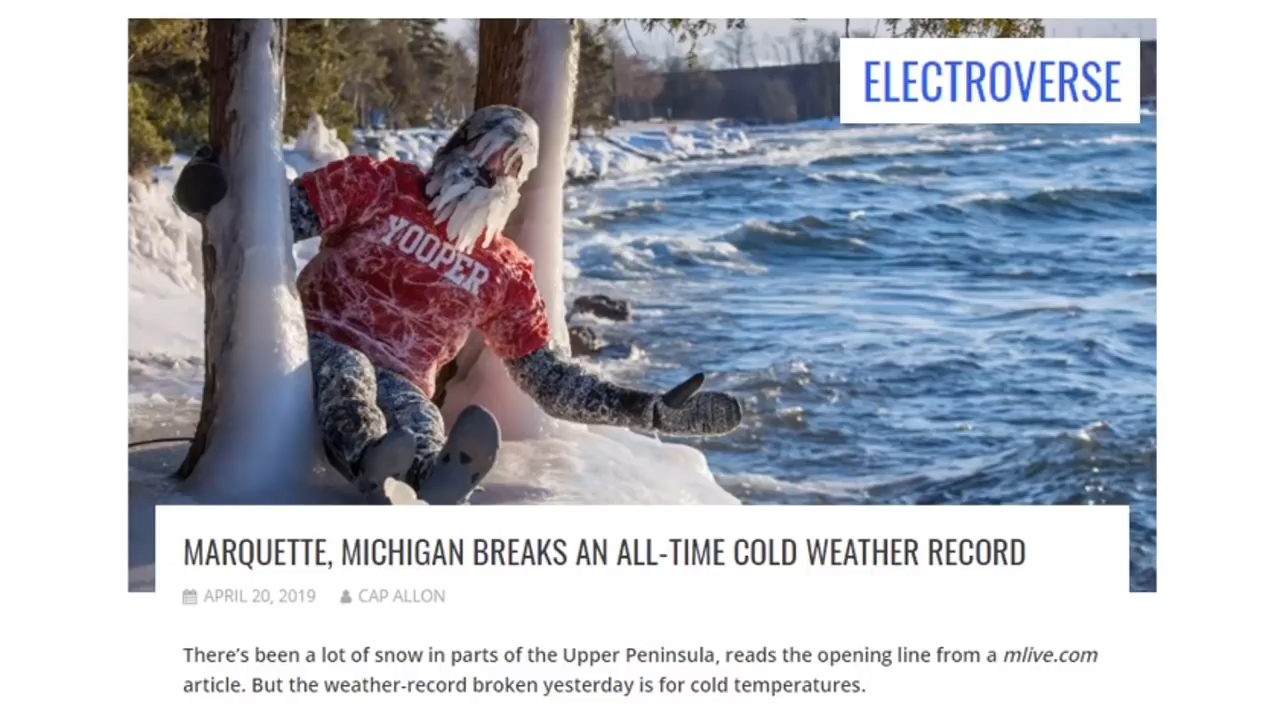 ELECTROVERSE
YOOPER
MARQUETTE, MICHIGAN BREAKS AN ALL-TIME COLD WEATHER RECORD
APRIL 20, 2019 CAP ALLON
There’s been a lot of snow in parts of the Upper Peninsula, reads the opening line from a mlive.com
article. But the weather-record broken yesterday is for cold temperatures.